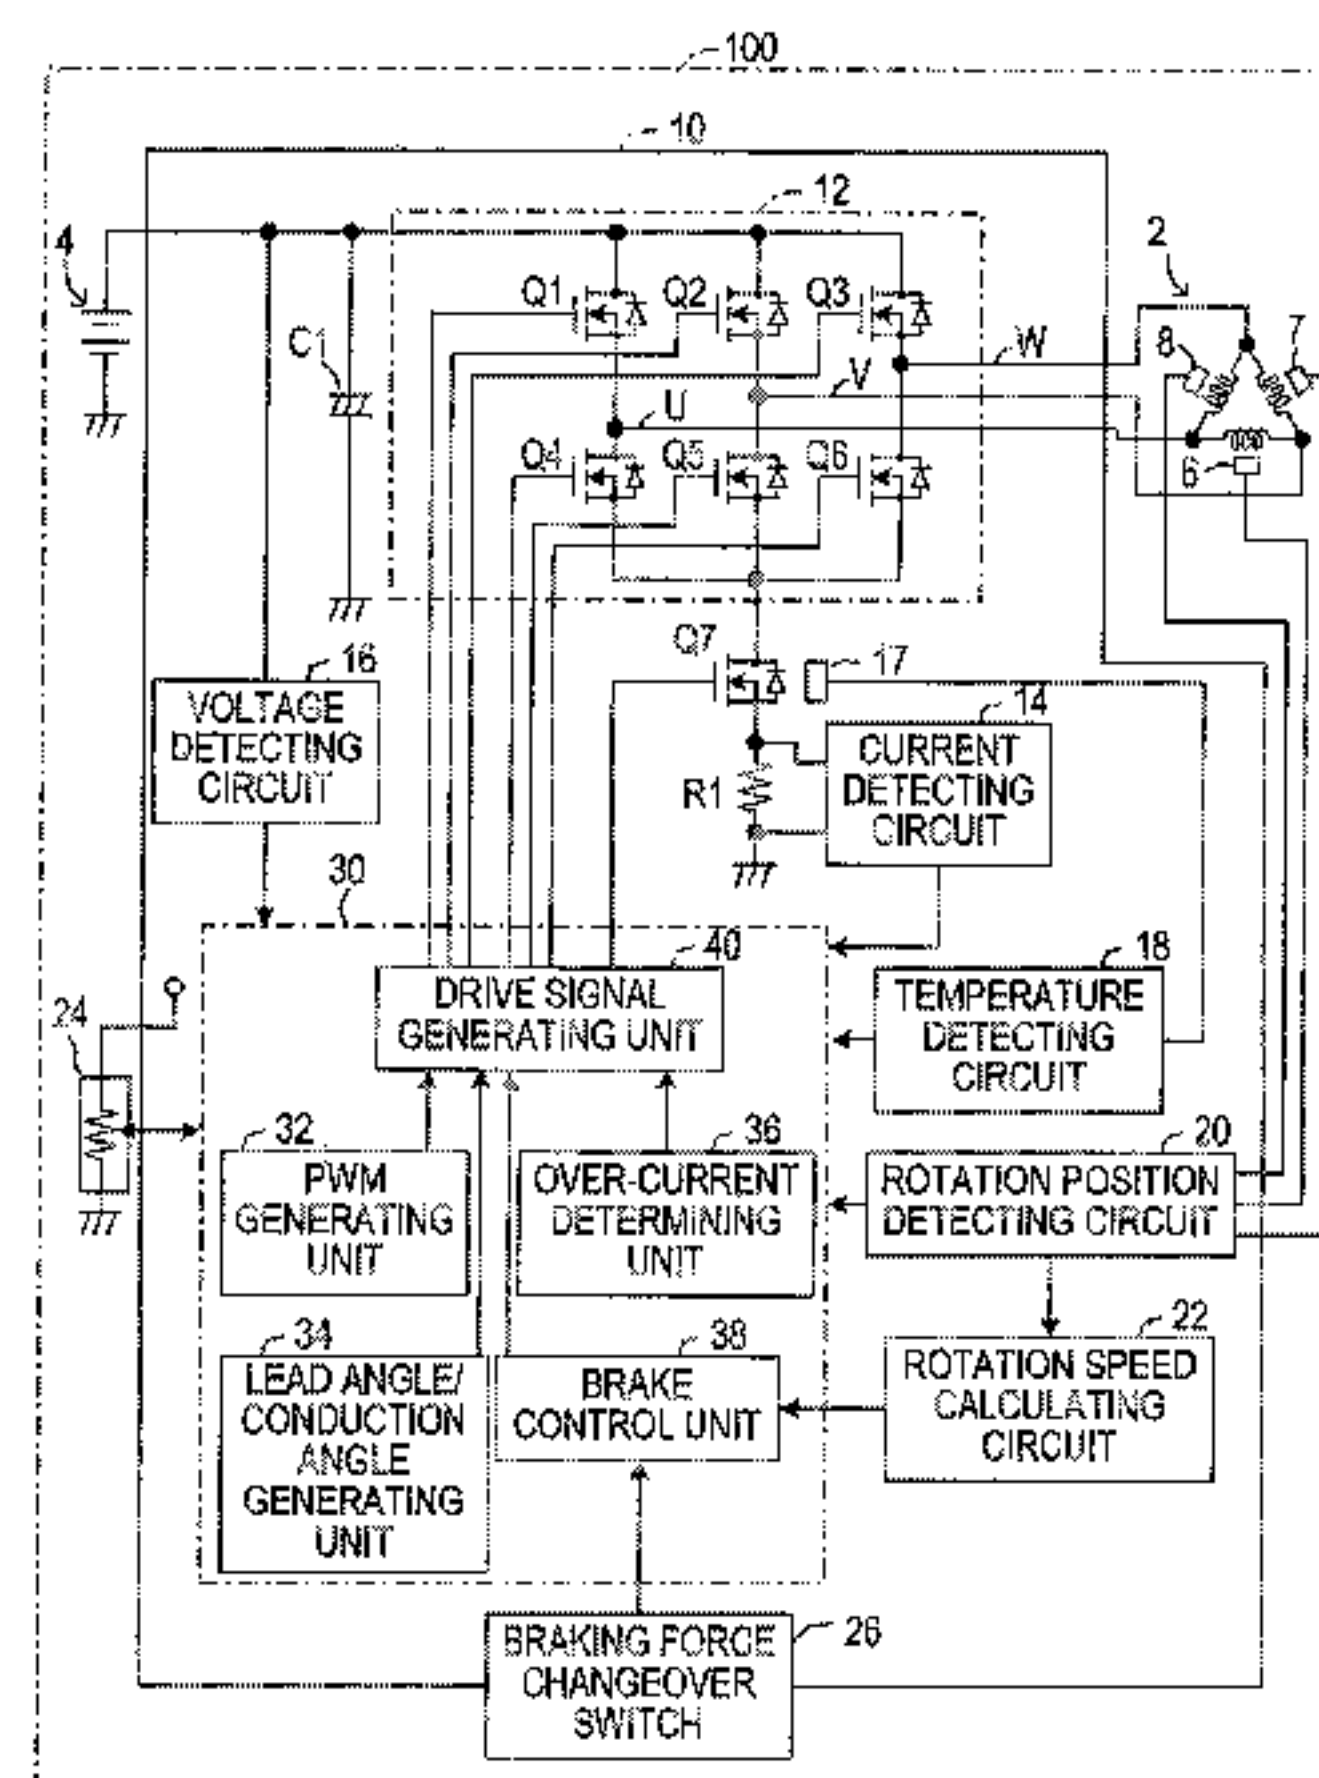 100
10
12
4
2
Q1
Q2
Q3
C1
W
8
7
V
U
Q4
Q5
Q6
6
Q7
17
16
VOLTAGE
DETECTING
CIRCUIT
14
CURRENT
DETECTING
CIRCUIT
R1
30
40
DRIVE SIGNAL
GENERATING UNIT
18
TEMPERATURE
DETECTING
CIRCUIT
24
32
PWM
GENERATING
UNIT
36
OVER-CURRENT
DETERMINING
UNIT
20
ROTATION POSITION
DETECTING CIRCUIT
34
LEAD ANGLE/
CONDUCTION
ANGLE
GENERATING
UNIT
38
BRAKE
CONTROL UNIT
22
ROTATION SPEED
CALCULATING
CIRCUIT
26
BRAKING FORCE
CHANGEOVER
SWITCH